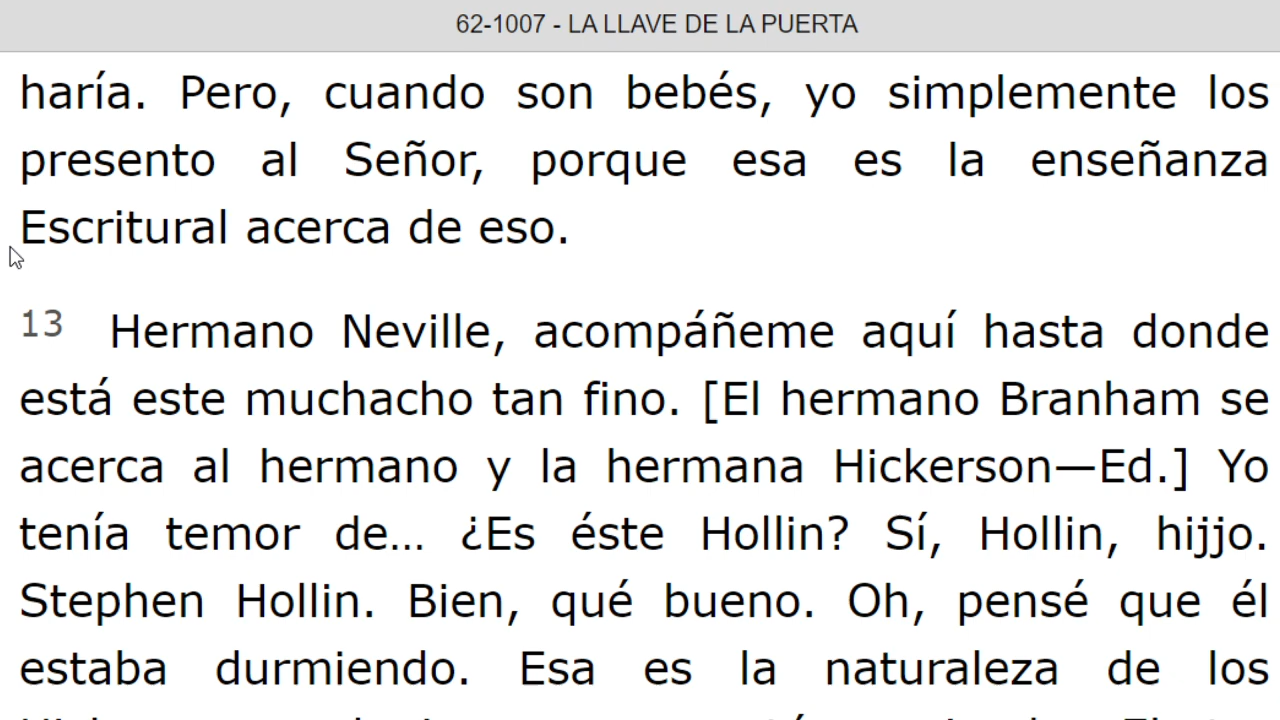 62-1007 - LA LLAVE DE LA PUERTA
haría. Pero, cuando son bebés, yo simplemente los
presento al Señor, porque esa es la enseñanza
Escritural acerca de eso.
13 Hermano Neville, acompáñeme aquí hasta donde
está este muchacho tan fino. [El hermano Branham se
acerca al hermano y la hermana Hickerson—Ed.] Yo
tenía temor de… ¿Es éste Hollin? Sí, Hollin, hijjo.
Stephen Hollin. Bien, qué bueno. Oh, pensé que él
estaba durmiendo. Esa es la naturaleza de los